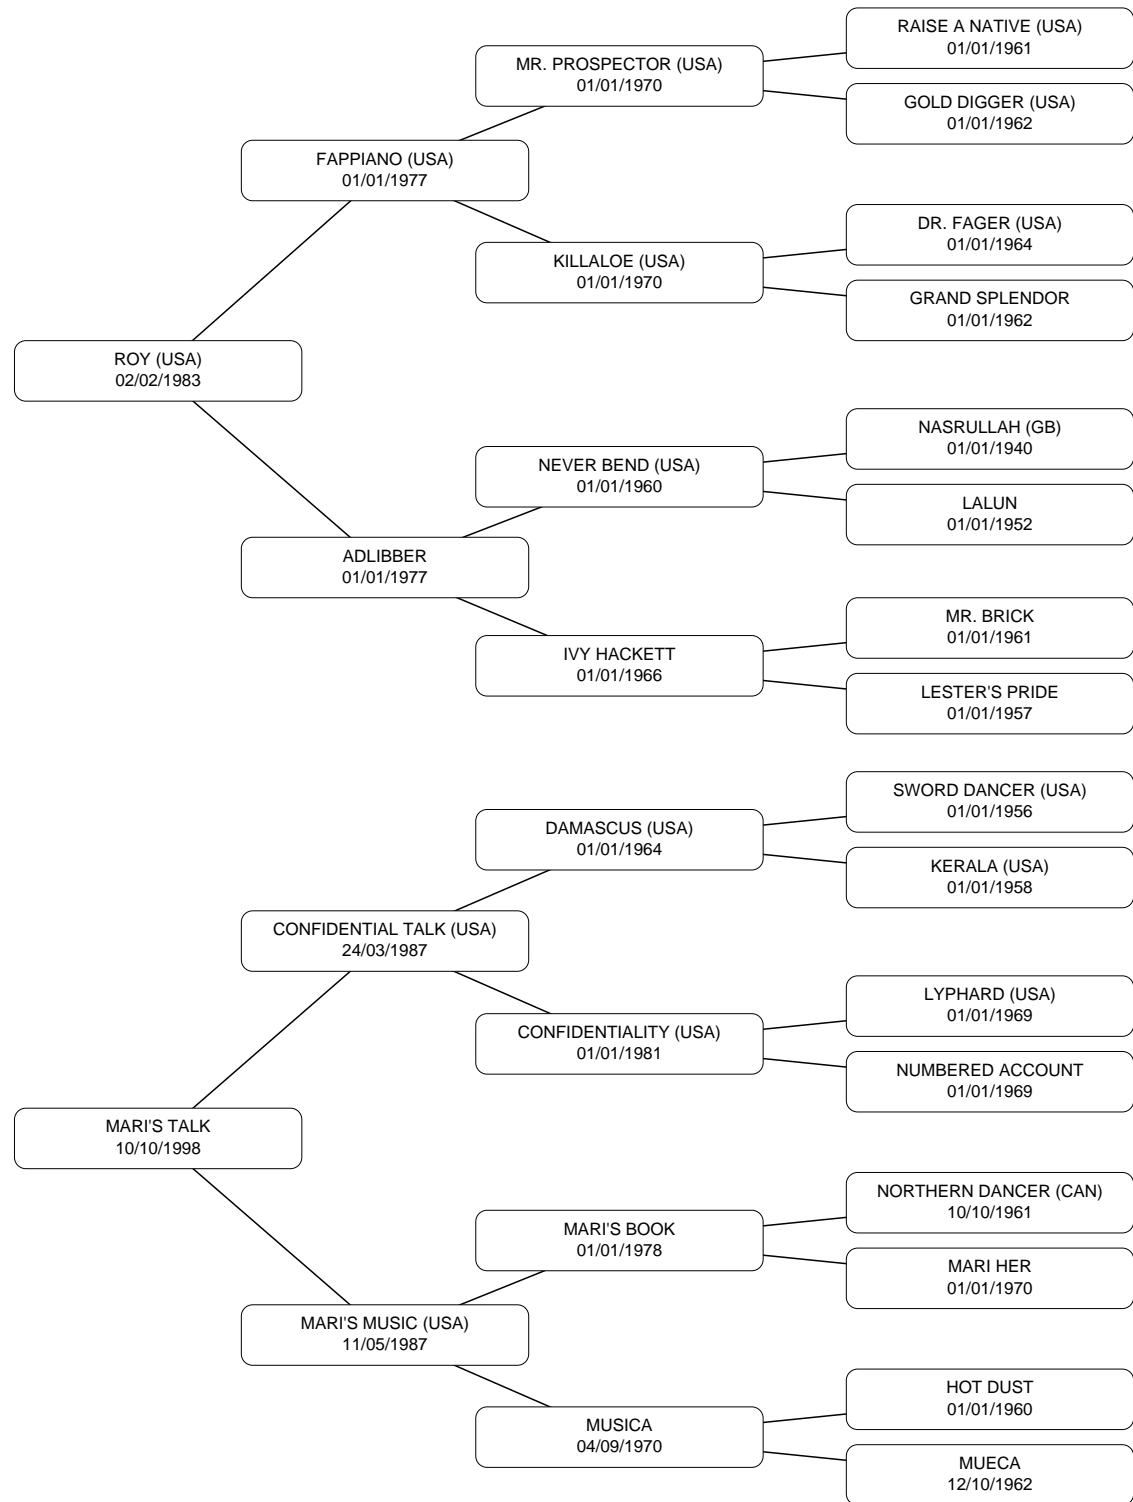 RAISE A NATIVE (USA)
01/01/1961
MR. PROSPECTOR (USA)
01/01/1970
GOLD DIGGER (USA)
01/01/1962
FAPPIANO (USA)
01/01/1977
DR. FAGER (USA)
01/01/1964
KILLALOE (USA)
01/01/1970
GRAND SPLENDOR
01/01/1962
ROY (USA)
02/02/1983
NASRULLAH (GB)
01/01/1940
NEVER BEND (USA)
01/01/1960
LALUN
01/01/1952
ADLIBBER
01/01/1977
MR. BRICK
01/01/1961
IVY HACKETT
01/01/1966
LESTER'S PRIDE
01/01/1957
SWORD DANCER (USA)
01/01/1956
DAMASCUS (USA)
01/01/1964
KERALA (USA)
01/01/1958
CONFIDENTIAL TALK (USA)
24/03/1987
LYPHARD (USA)
01/01/1969
CONFIDENTIALITY (USA)
01/01/1981
NUMBERED ACCOUNT
01/01/1969
MARI'S TALK
10/10/1998
NORTHERN DANCER (CAN)
10/10/1961
MARI'S BOOK
01/01/1978
MARI HER
01/01/1970
MARI'S MUSIC (USA)
11/05/1987
HOT DUST
01/01/1960
MUSICA
04/09/1970
MUECA
12/10/1962